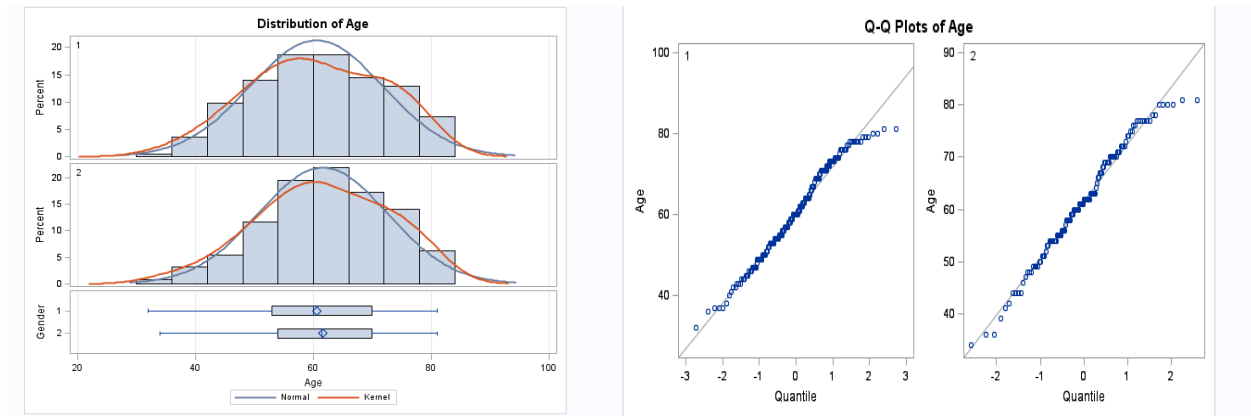 Distribution of Age
1
20
15
10
5
0
Percent
2
20
15
10
5
0
Percent
1
2
Gender
20 40 60 80 100
Age
Normal Kernel
Q-Q Plots of Age
1
100
80
60
40
Age
-3 -2 -1 0 1 2 3
Quantile
2
90
80
70
60
50
40
Age
-2 -1 0 1 2
Quantile